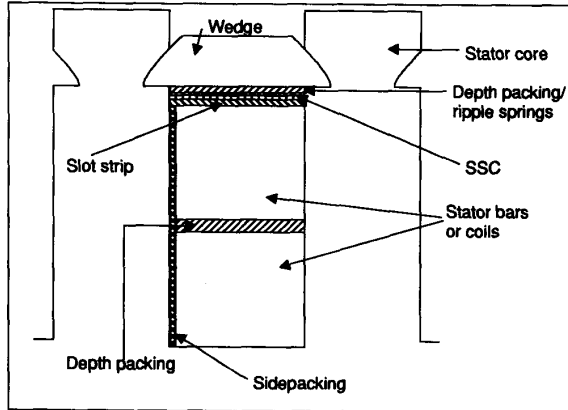 Wedge
Stator core
Depth packing/
ripple springs
Slot strip
SSC
Stator bars
or coils
Depth packing
Sidepacking